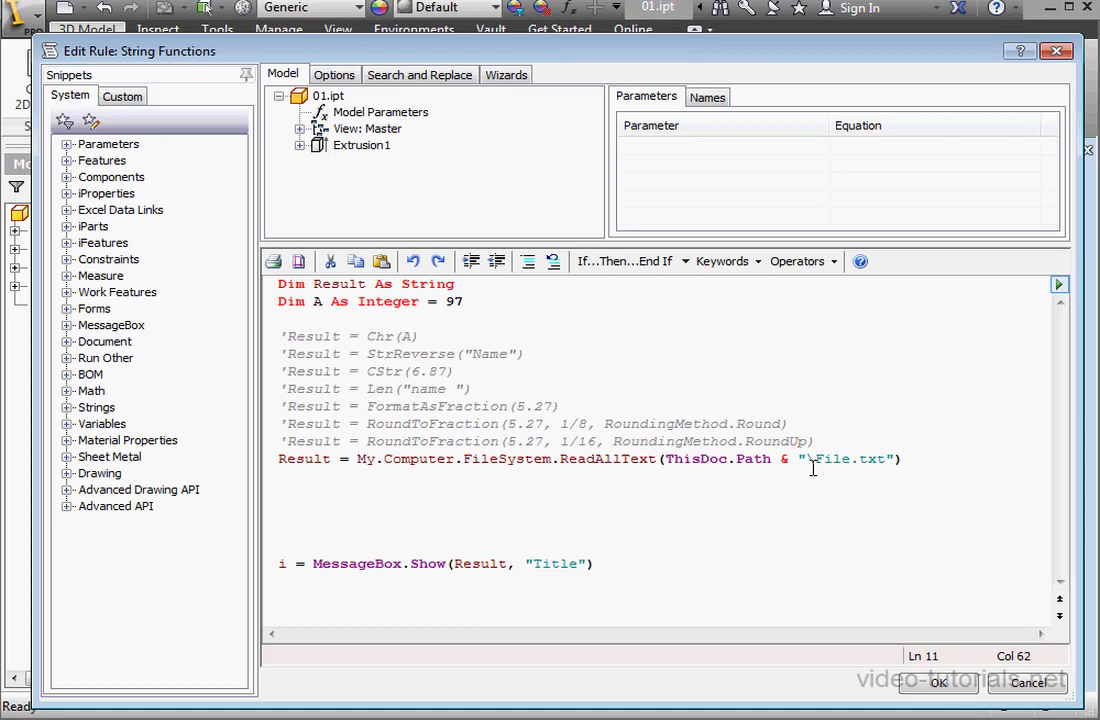 Generic
Default
01.ipt
Sign In
PRO
3D Model
Inspect
Tools
Manage
View
Environments
Vault
Get Started
Online
Edit Rule: String Functions
Snippets
System
Custom
Parameters
Features
Components
iProperties
Excel Data Links
iParts
iFeatures
Constraints
Measure
Work Features
Forms
MessageBox
Document
Run Other
BOM
Math
Strings
Variables
Material Properties
Sheet Metal
Drawing
Advanced Drawing API
Advanced API
Model
Options
Search and Replace
Wizards
01.ipt
Model Parameters
View: Master
Extrusion1
Parameters
Names
Parameter
Equation
If...Then...End If
Keywords
Operators
Dim Result As String
Dim A As Integer = 97
'Result = Chr(A)
'Result = StrReverse("Name")
'Result = CStr(6.87)
'Result = Len("name ")
'Result = FormatAsFraction(5.27)
'Result = RoundToFraction(5.27, 1/8, RoundingMethod.Round)
'Result = RoundToFraction(5.27, 1/16, RoundingMethod.RoundUp)
Result = My.Computer.FileSystem.ReadAllText(ThisDoc.Path & "\File.txt")
i = MessageBox.Show(Result, "Title")
Ln 11
Col 62
OK
Cancel
video-tutorials.net
Ready